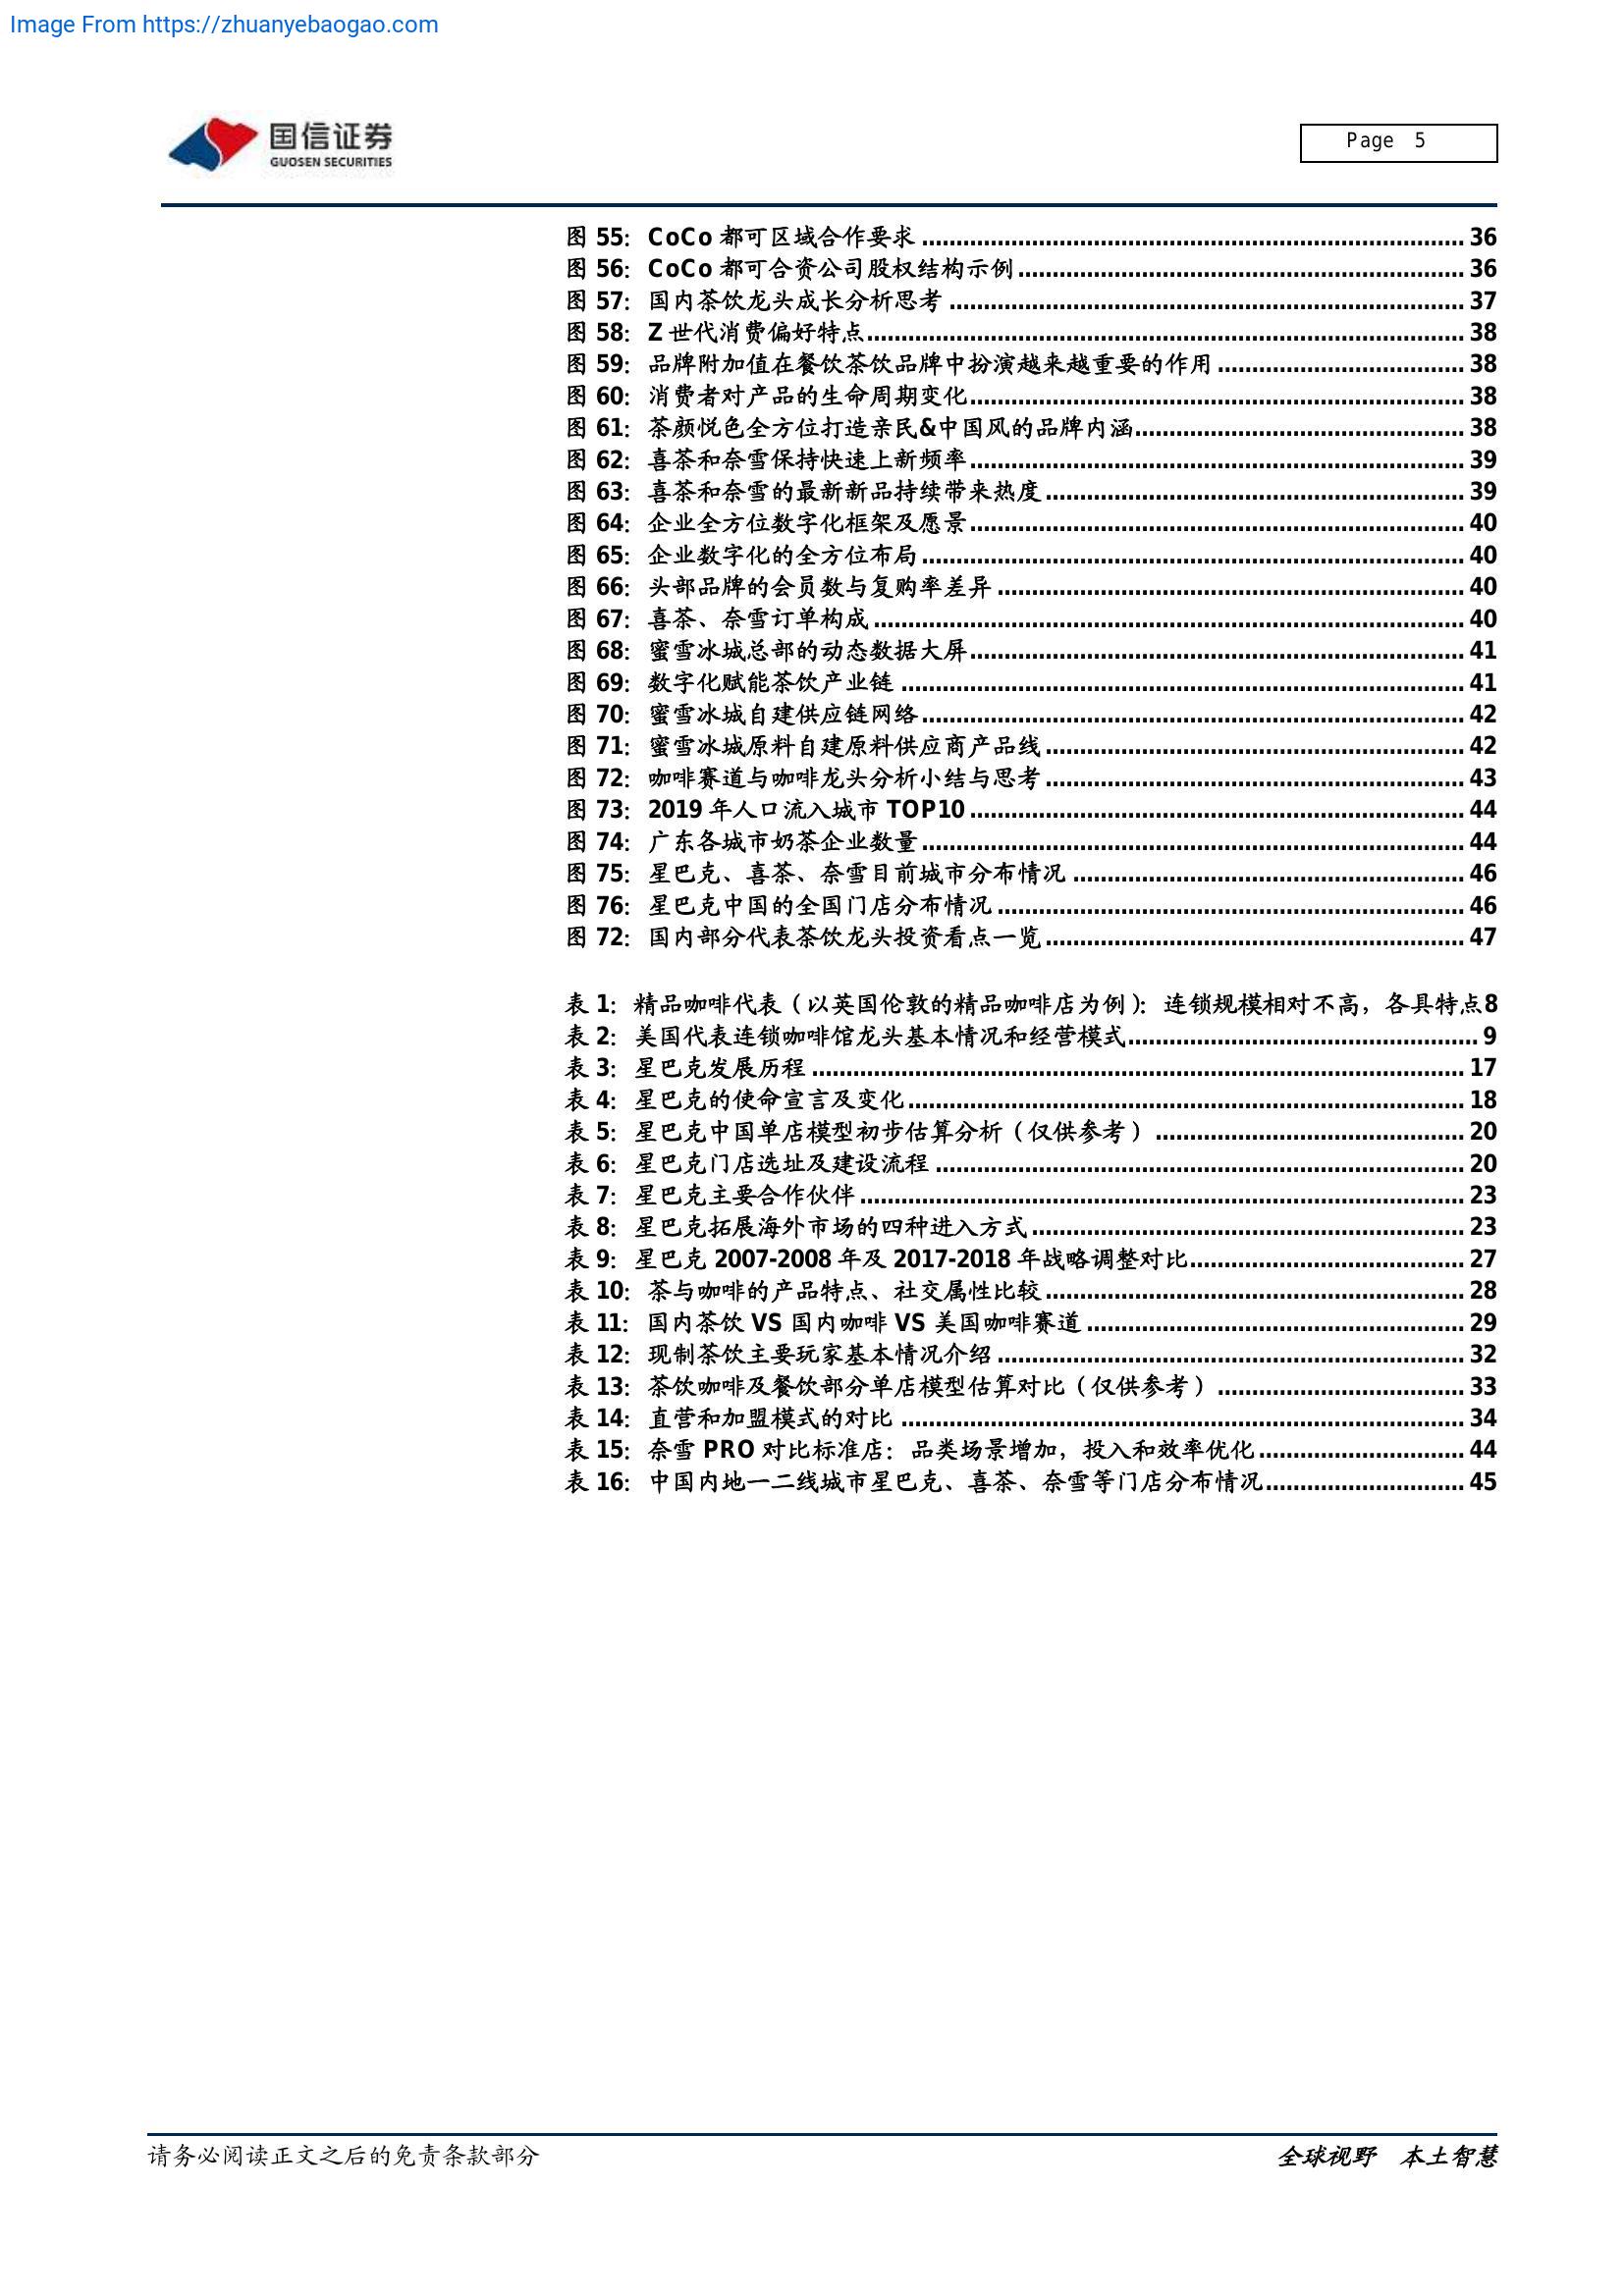 Image From https://zhuanyebaogao.com
国信证券
GUOSEN SECURITIES
Page 5
图 55：CoCo 都可区域合作要求 ........ 36
图 56：CoCo 都可合资公司股权结构示例 ........ 36
图 57：国内茶饮龙头成长分析思考 ........ 37
图 58：Z 世代消费偏好特点 ........ 38
图 59：品牌附加值在餐饮茶饮品牌中扮演越来越重要的作用 ........ 38
图 60：消费者对产品的生命周期变化 ........ 38
图 61：茶颜悦色全方位打造亲民&中国风的品牌内涵 ........ 38
图 62：喜茶和奈雪保持快速上新频率 ........ 39
图 63：喜茶和奈雪的最新新品持续带来热度 ........ 39
图 64：企业全方位数字化框架及愿景 ........ 40
图 65：企业数字化的全方位布局 ........ 40
图 66：头部品牌的会员数与复购率差异 ........ 40
图 67：喜茶、奈雪订单构成 ........ 40
图 68：蜜雪冰城总部的动态数据大屏 ........ 41
图 69：数字化赋能茶饮产业链 ........ 41
图 70：蜜雪冰城自建供应链网络 ........ 42
图 71：蜜雪冰城原料自建原料供应商产品线 ........ 42
图 72：咖啡赛道与咖啡龙头分析小结与思考 ........ 43
图 73：2019 年人口流入城市 TOP10 ........ 44
图 74：广东各城市奶茶企业数量 ........ 44
图 75：星巴克、喜茶、奈雪目前城市分布情况 ........ 46
图 76：星巴克中国的全国门店分布情况 ........ 46
图 72：国内部分代表茶饮龙头投资看点一览 ........ 47
表 1：精品咖啡代表（以英国伦敦的精品咖啡店为例）：连锁规模相对不高，各具特点8
表 2：美国代表连锁咖啡馆龙头基本情况和经营模式 ........ 9
表 3：星巴克发展历程 ........ 17
表 4：星巴克的使命宣言及变化 ........ 18
表 5：星巴克中国单店模型初步估算分析（仅供参考） ........ 20
表 6：星巴克门店选址及建设流程 ........ 20
表 7：星巴克主要合作伙伴 ........ 23
表 8：星巴克拓展海外市场的四种进入方式 ........ 23
表 9：星巴克 2007-2008 年及 2017-2018 年战略调整对比 ........ 27
表 10：茶与咖啡的产品特点、社交属性比较 ........ 28
表 11：国内茶饮 VS 国内咖啡 VS 美国咖啡赛道 ........ 29
表 12：现制茶饮主要玩家基本情况介绍 ........ 32
表 13：茶饮咖啡及餐饮部分单店模型估算对比（仅供参考） ........ 33
表 14：直营和加盟模式的对比 ........ 34
表 15：奈雪 PRO 对比标准店：品类场景增加，投入和效率优化 ........ 44
表 16：中国内地一二线城市星巴克、喜茶、奈雪等门店分布情况 ........ 45
请务必阅读正文之后的免责条款部分
全球视野 本土智慧